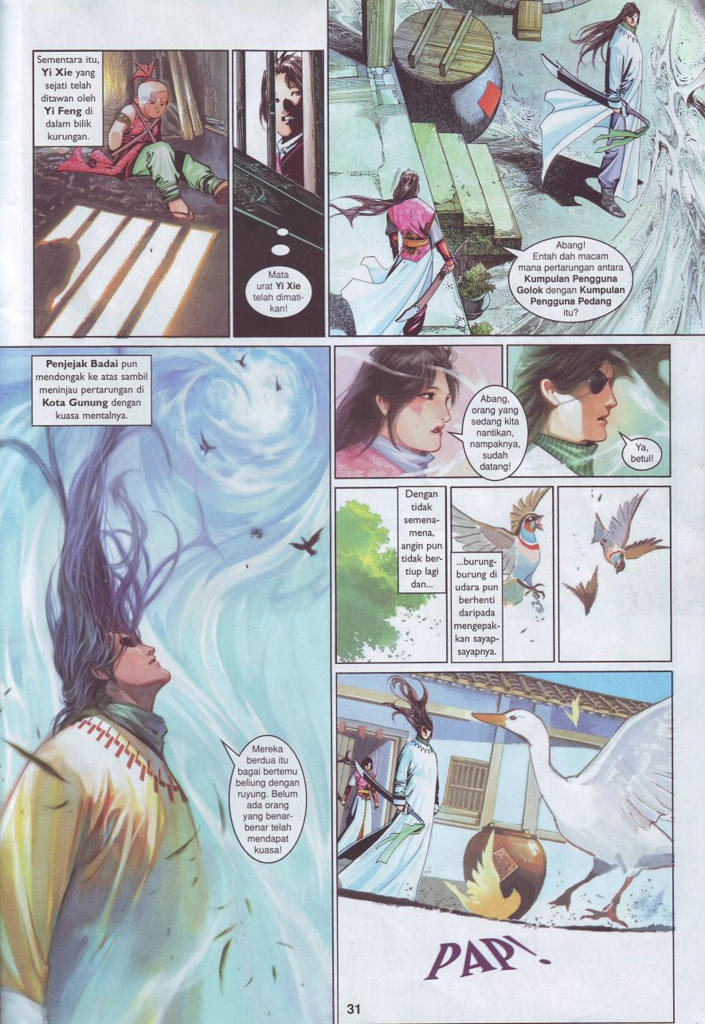 Sementara itu,
Yi Xie yang
sejati telah
ditawan oleh
Yi Feng di
dalam bilik
kurungan.
Mata
urat Yi Xie
telah dimati-
kan!
Abang!
Entah dah macam
mana pertarungan antara
Kumpulan Pengguna
Golok dengan Kumpulan
Pengguna Pedang
itu?
Penjejak Badai pun
mendongak ke atas sambil
meninjau pertarungan di
Kota Gunung dengan
kuasa mentalnya.
Mereka
berdua itu
bagai bertemu
beliung dengan
ruyung. Belum
ada orang
yang benar-
benar telah
mendapat
kuasa!
Abang,
orang yang
sedang kita
nantikan,
nampaknya,
sudah
datang!
Ya,
betul!
Dengan
tidak
semena-
mena,
angin pun
tidak ber-
tiup lagi
dan...
...burung-
burung di
udara pun
berhenti
daripada
mengepak-
kan sayap-
sayapnya.
PAP!
31